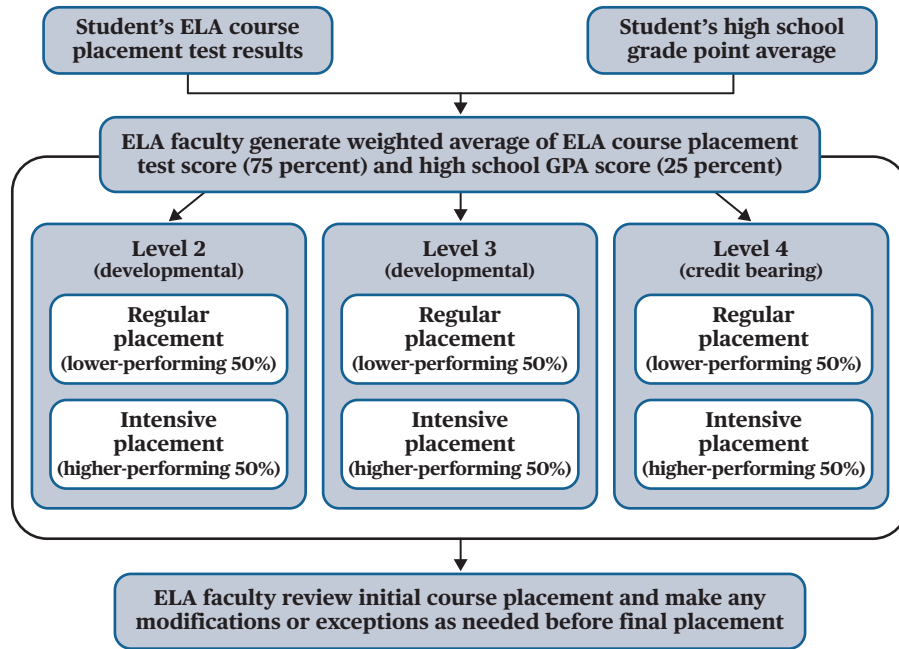 Student’s ELA course
placement test results
Student’s high school
grade point average
ELA faculty generate weighted average of ELA course placement
test score (75 percent) and high school GPA score (25 percent)
Level 2
(developmental)
Regular
placement
(lower-performing 50%)
Intensive
placement
(higher-performing 50%)
Level 3
(developmental)
Regular
placement
(lower-performing 50%)
Intensive
placement
(higher-performing 50%)
Level 4
(credit bearing)
Regular
placement
(lower-performing 50%)
Intensive
placement
(higher-performing 50%)
ELA faculty review initial course placement and make any
modifications or exceptions as needed before final placement